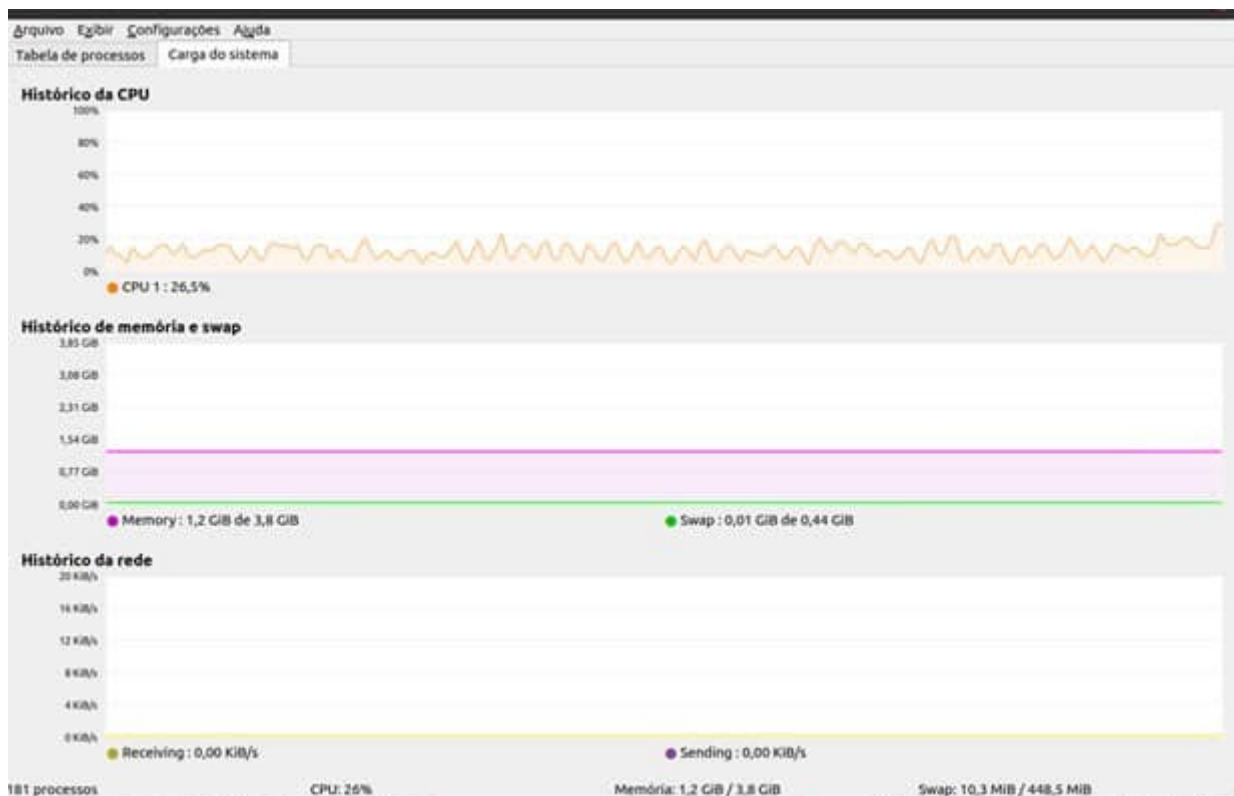 Arquivo Exibir Configurações Ajuda
Tabela de processos Carga do sistema
Histórico da CPU
100%
80%
60%
40%
20%
0%
CPU 1 : 26,5%
Histórico de memória e swap
3,85 GiB
3,08 GiB
2,31 GiB
1,54 GiB
0,77 GiB
0,00 GiB
Memory : 1,2 GiB de 3,8 GiB Swap : 0,01 GiB de 0,44 GiB
Histórico da rede
20 KiB/s
16 KiB/s
12 KiB/s
8 KiB/s
4 KiB/s
0 KiB/s
Receiving : 0,00 KiB/s Sending : 0,00 KiB/s
181 processos CPU: 26% Memória: 1,2 GiB / 3,8 GiB Swap: 10,3 MiB / 448,5 MiB